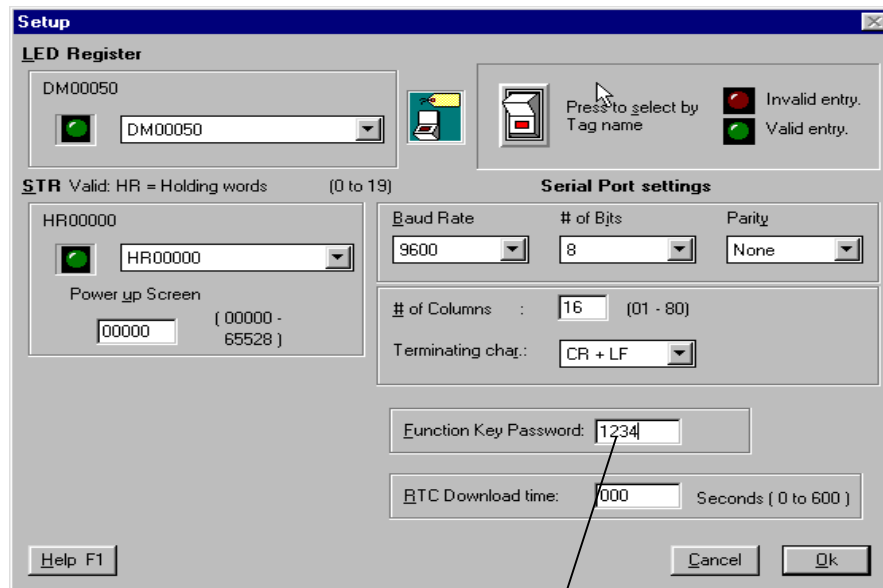 Setup
LED Register
DM00050
DM00050
Press to select by
Tag name
Invalid entry.
Valid entry.
STR Valid: HR = Holding words (0 to 19)
Serial Port settings
HR00000
HR00000
Power up Screen
00000
( 00000 -
65528 )
Baud Rate # of Bits Parity
9600 8 None
# of Columns : 16 (01 - 80)
Terminating char.: CR + LF
Function Key Password: 1234
RTC Download time: 000 Seconds ( 0 to 600 )
Help F1 Cancel Ok